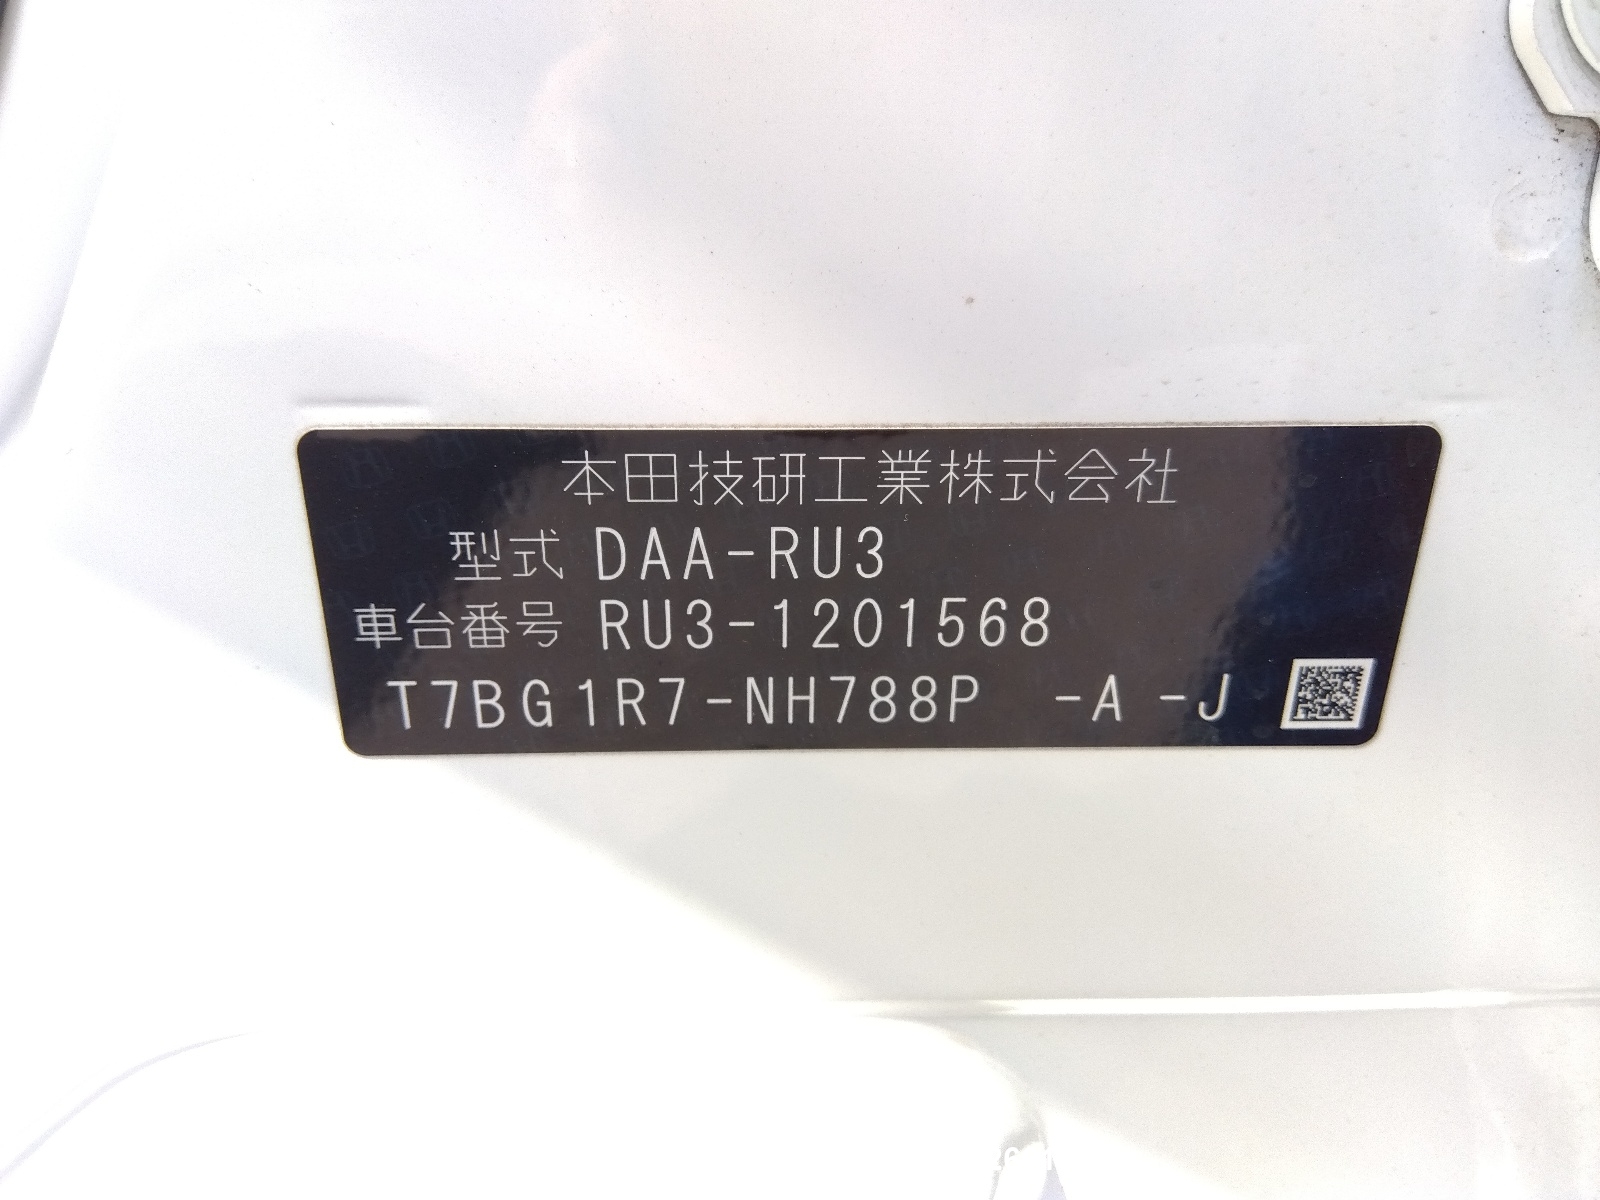 本田技研工業株式会社
型式 DAA-RU3
車台番号 RU3-1201568
T7BG1R7-NH788P -A -J